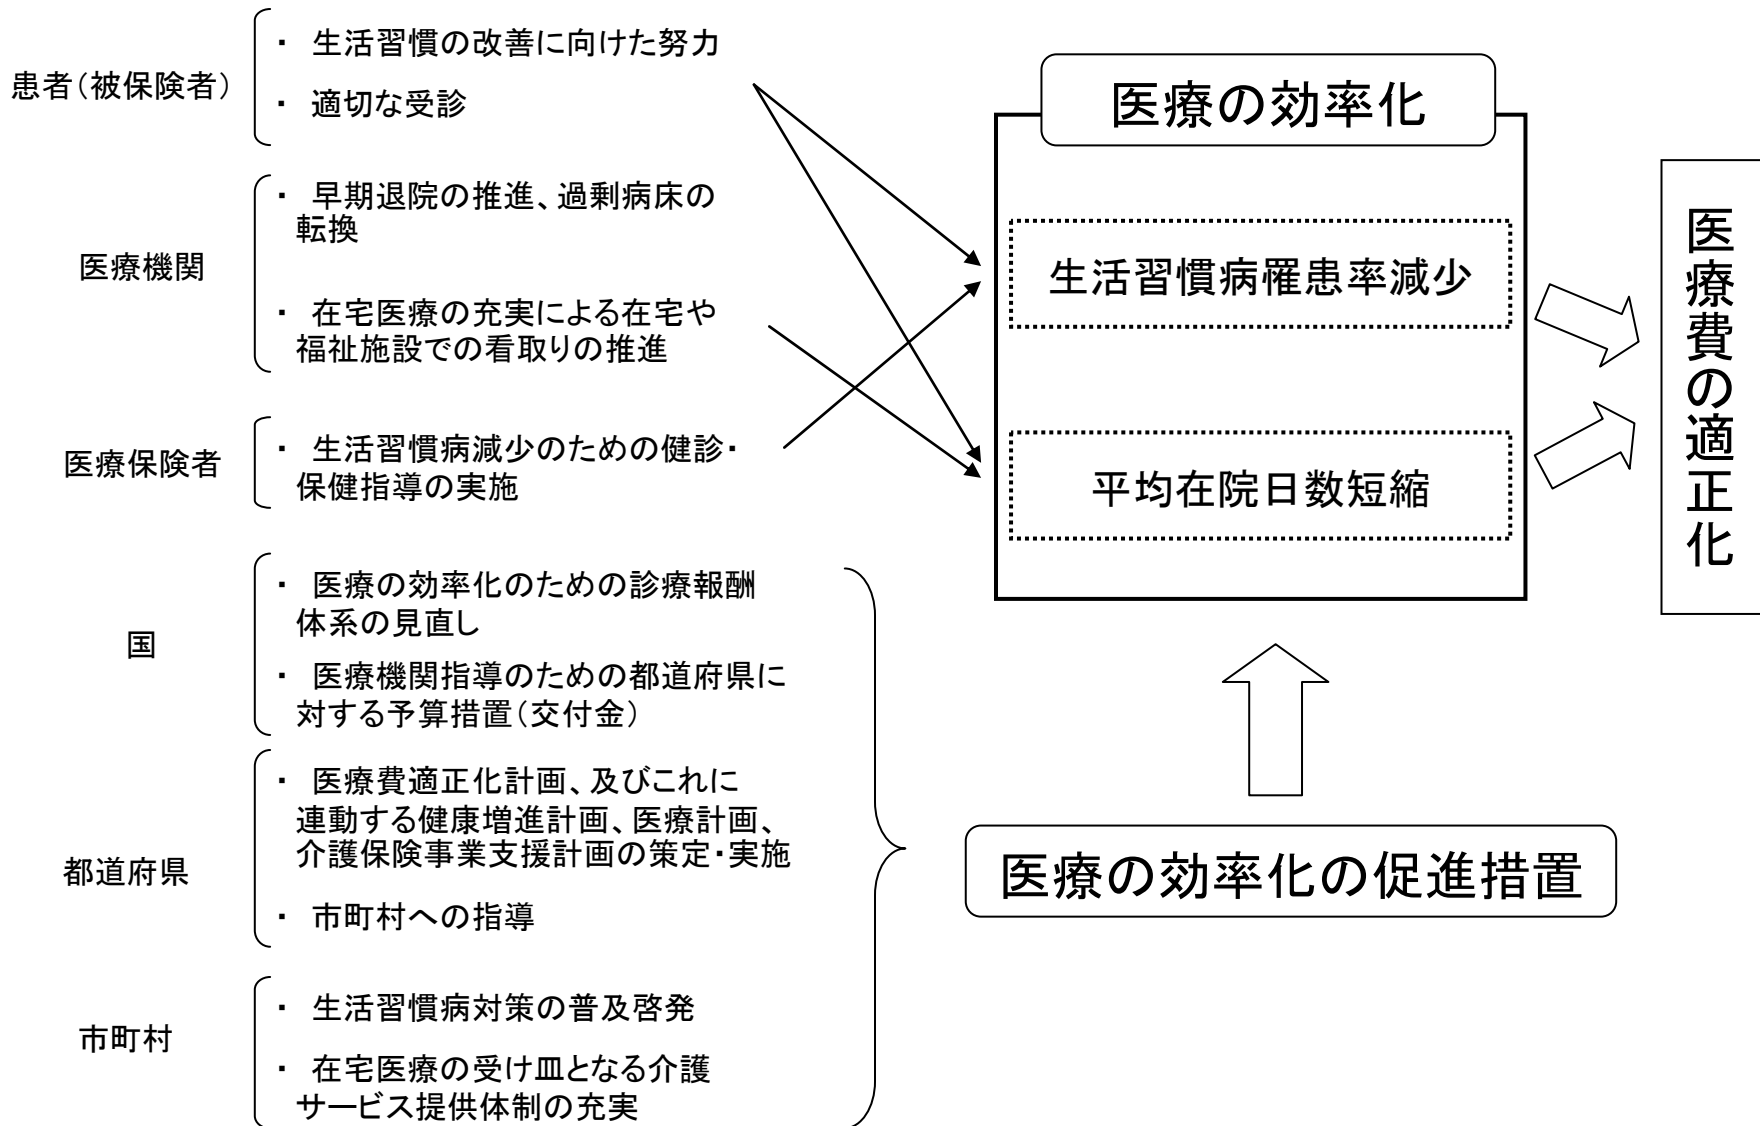 患者（被保険者）
・ 生活習慣の改善に向けた努力
・ 適切な受診
医療機関
・ 早期退院の推進、過剰病床の
転換
・ 在宅医療の充実による在宅や
福祉施設での看取りの推進
医療保険者
・ 生活習慣病減少のための健診・
保健指導の実施
国
・ 医療の効率化のための診療報酬
体系の見直し
・ 医療機関指導のための都道府県に
対する予算措置（交付金）
都道府県
・ 医療費適正化計画、及びこれに
連動する健康増進計画、医療計画、
介護保険事業支援計画の策定・実施
・ 市町村への指導
市町村
・ 生活習慣病対策の普及啓発
・ 在宅医療の受け皿となる介護
サービス提供体制の充実
医療の効率化
生活習慣病罹患率減少
平均在院日数短縮
医療の効率化の促進措置
医療費の適正化